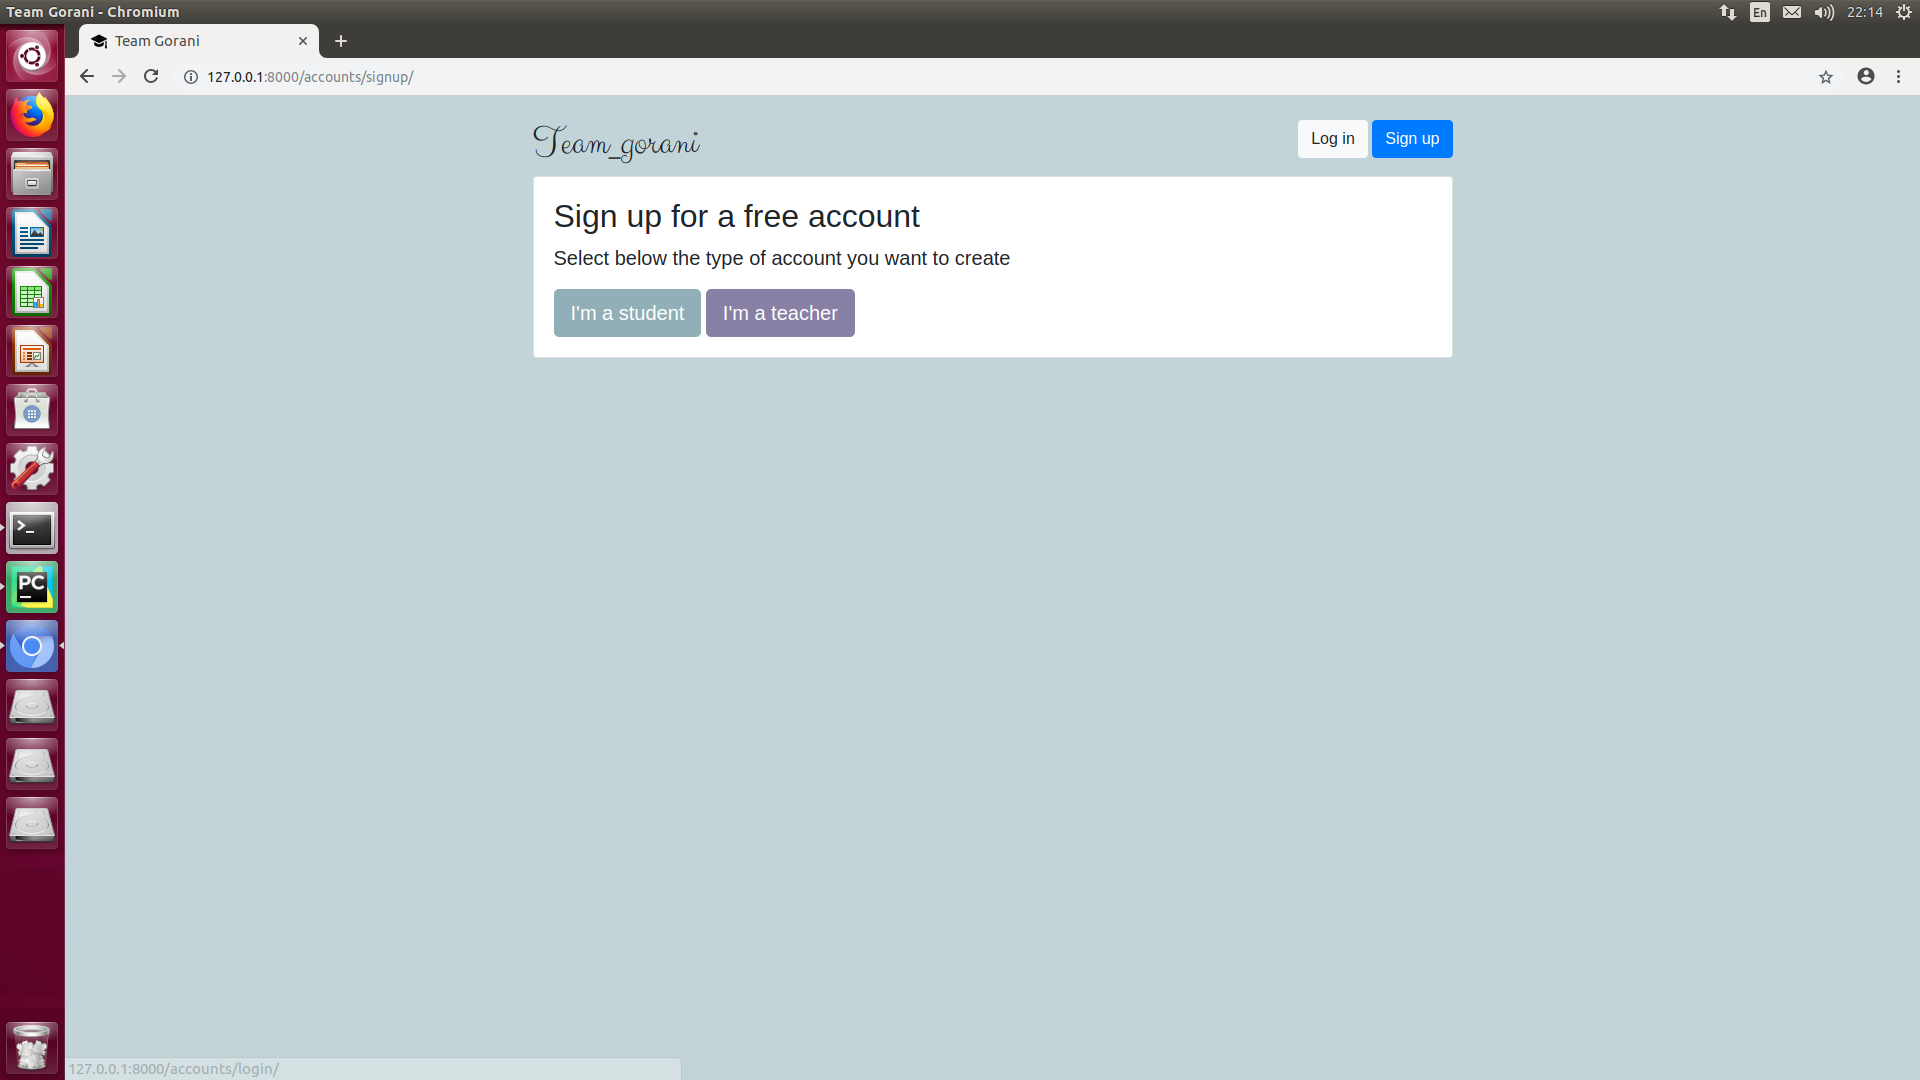 Team Gorani - Chromium
En
22:14
Team Gorani
127.0.0.1:8000/accounts/signup/
Team_gorani
Log in
Sign up
Sign up for a free account
Select below the type of account you want to create
I'm a student
I'm a teacher
PC
127.0.0.1:8000/accounts/login/